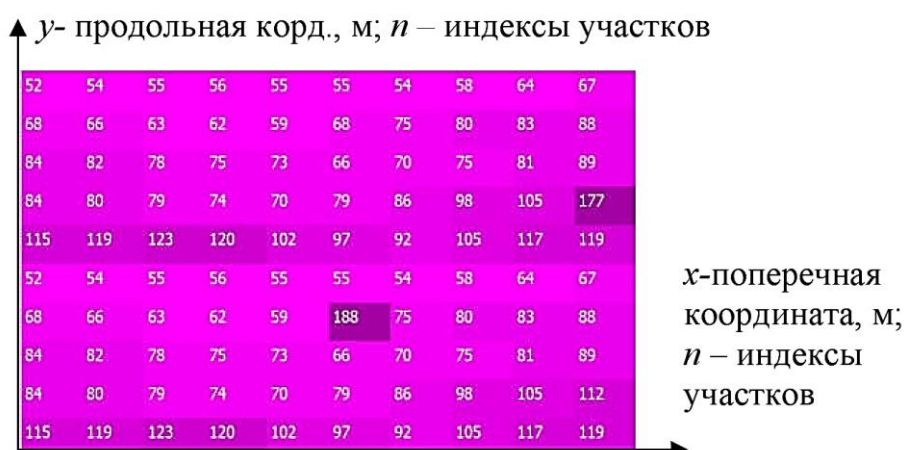 y- продольная корд., м; n – индексы участков
52 54 55 56 55 55 54 58 64 67
68 66 63 62 59 68 75 80 83 88
84 82 78 75 73 66 70 75 81 89
84 80 79 74 70 79 86 98 105 177
115 119 123 120 102 97 92 105 117 119
52 54 55 56 55 55 54 58 64 67
68 66 63 62 59 188 75 80 83 88
84 82 78 75 73 66 70 75 81 89
84 80 79 74 70 79 86 98 105 112
115 119 123 120 102 97 92 105 117 119
x-поперечная
координата, м;
n – индексы
участков